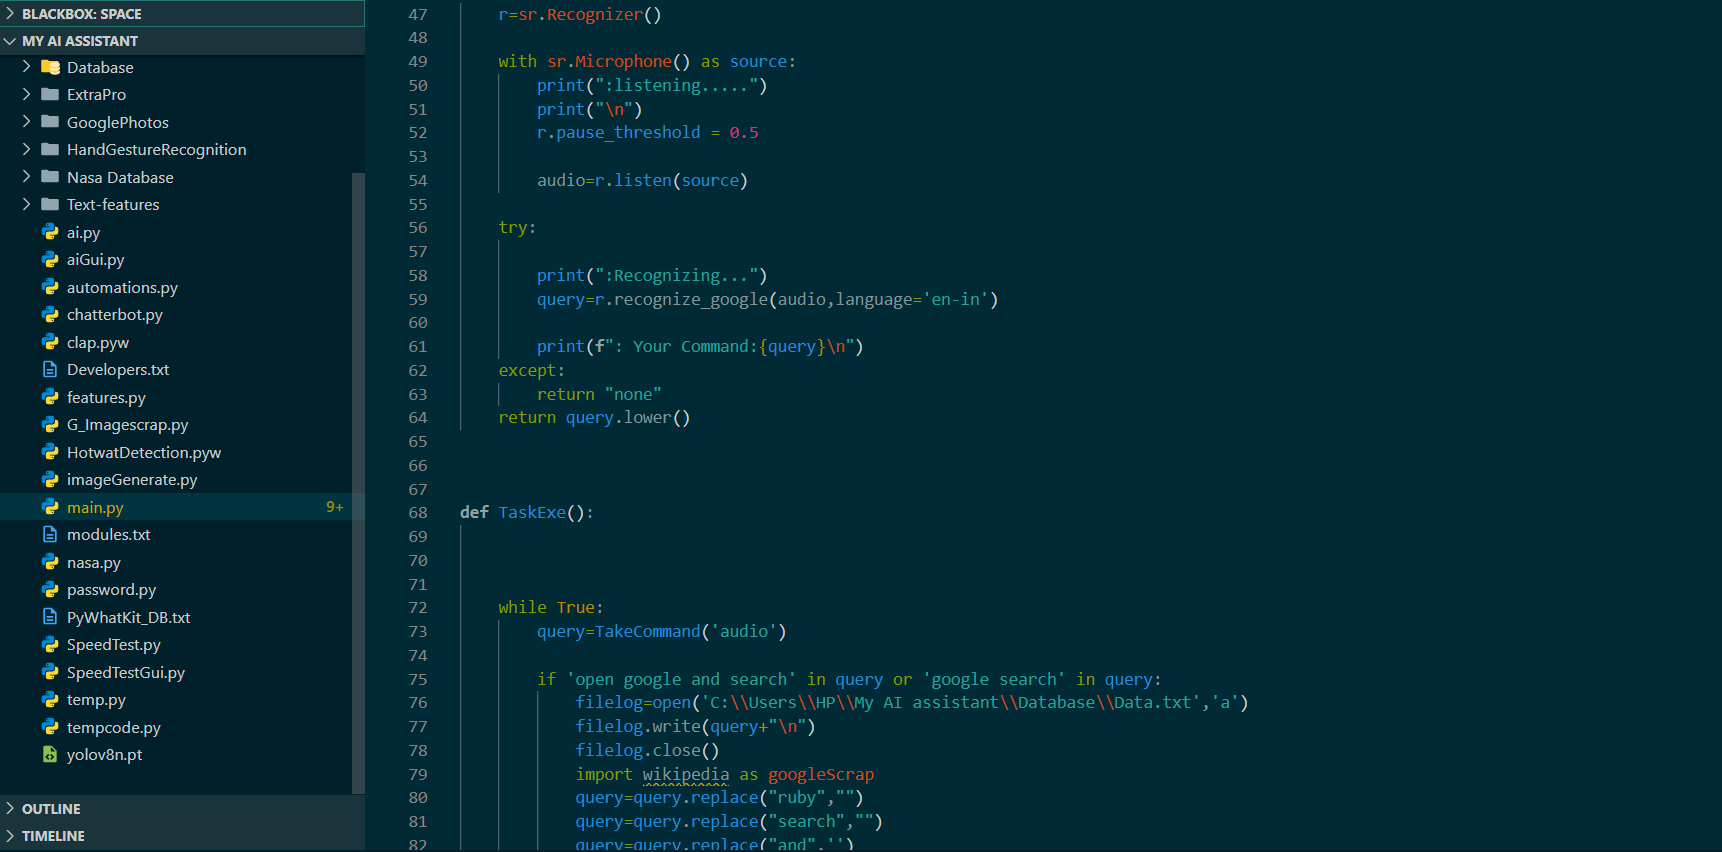 BLACKBOX: SPACE
MY AI ASSISTANT
Database
ExtraPro
GooglePhotos
HandGestureRecognition
Nasa Database
Text-features
ai.py
aiGui.py
automations.py
chatterbot.py
clap.pyw
Developers.txt
features.py
G_Imagescrap.py
HotwatDetection.pyw
imageGenerate.py
main.py 9+
modules.txt
nasa.py
password.py
PyWhatKit_DB.txt
SpeedTest.py
SpeedTestGui.py
temp.py
tempcode.py
yolov8n.pt
OUTLINE
TIMELINE
47 r=sr.Recognizer()
48
49 with sr.Microphone() as source:
50 print(":listening.....")
51 print("\n")
52 r.pause_threshold = 0.5
53
54 audio=r.listen(source)
55
56 try:
57
58 print(":Recognizing...")
59 query=r.recognize_google(audio,language='en-in')
60
61 print(f": Your Command:{query}\n")
62 except:
63 return "none"
64 return query.lower()
65
66
67
68 def TaskExe():
69
70
71
72 while True:
73 query=TakeCommand('audio')
74
75 if 'open google and search' in query or 'google search' in query:
76 filelog=open('C:\\Users\\HP\\My AI assistant\\Database\\Data.txt','a')
77 filelog.write(query+"\n")
78 filelog.close()
79 import wikipedia as googleScrap
80 query=query.replace("ruby","")
81 query=query.replace("search","")
82 query=query.replace("and",'')